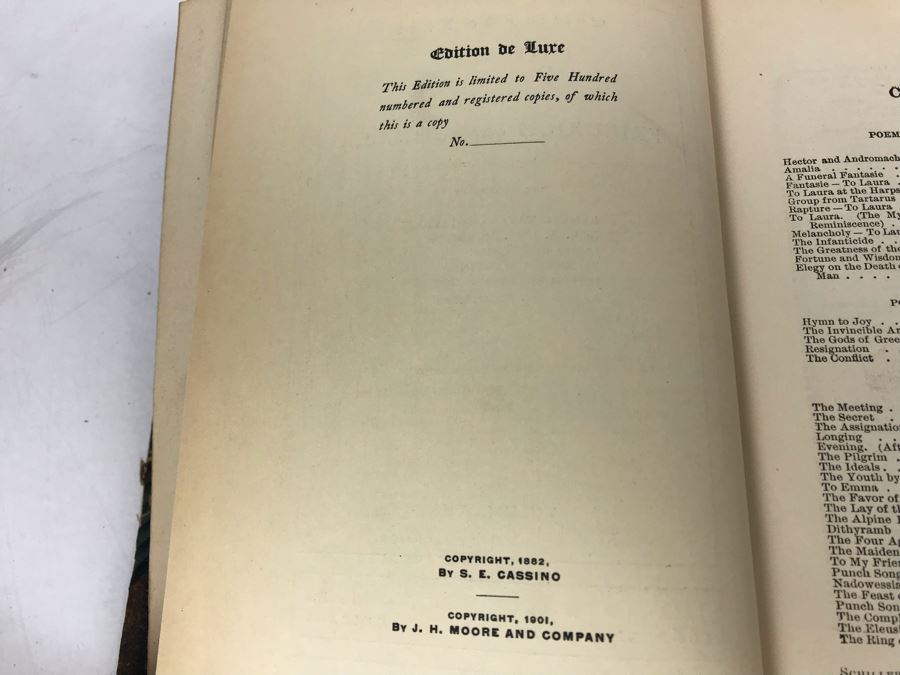 Edition de Luxe
This Edition is limited to Five Hundred
numbered and registered copies, of which
this is a copy
No.
COPYRIGHT, 1882,
BY S. E. CASSINO
COPYRIGHT, 1901,
By J. H. MOORE AND COMPANY
C
POEM
Hector and Andromach
Amalia . . . . . .
A Funeral Fantasie .
Fantasie — To Laura .
To Laura at the Harps
Group from Tartarus
Rapture — To Laura
To Laura. (The My
Reminiscence) .
Melancholy — To Lau
The Infanticide . .
The Greatness of the
Fortune and Wisdom
Elegy on the Death o
Man . . . .
PO
Hymn to Joy . .
The Invincible Ar
The Gods of Gree
Resignation .
The Conflict .
The Meeting .
The Secret .
The Assignatio
Longing . .
Evening. (Aft
The Pilgrim .
The Ideals .
The Youth by
To Emma .
The Favor of
The Lay of th
The Alpine
Dithyramb
The Four Ag
The Maiden
To My Frie
Punch Song
Nadowessia
The Feast
Punch Son
The Comp
The Eleus
The Ring
SCHILLE